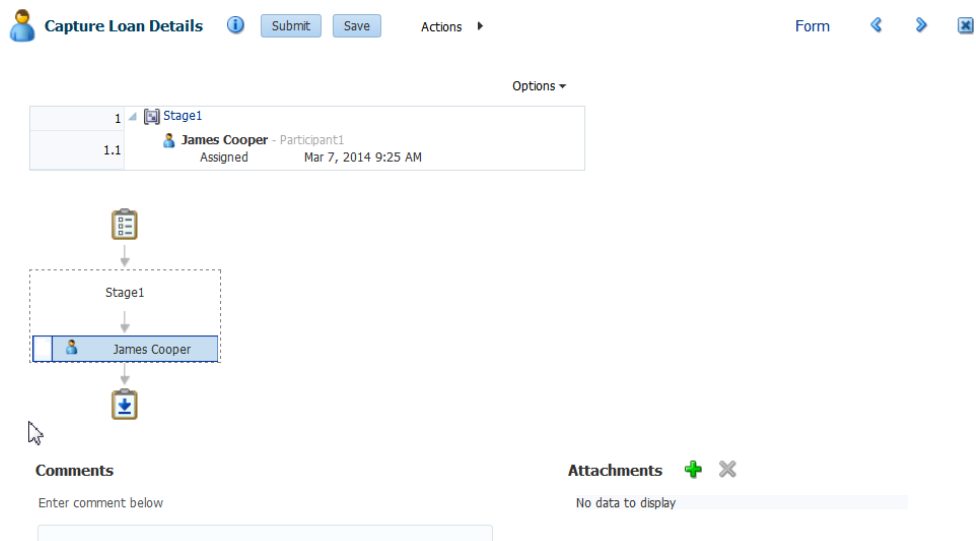 Capture Loan Details Submit Save Actions Form
Options
1 Stage1
1.1 James Cooper - Participant1
Assigned Mar 7, 2014 9:25 AM
Stage1
James Cooper
Comments Attachments
Enter comment below No data to display